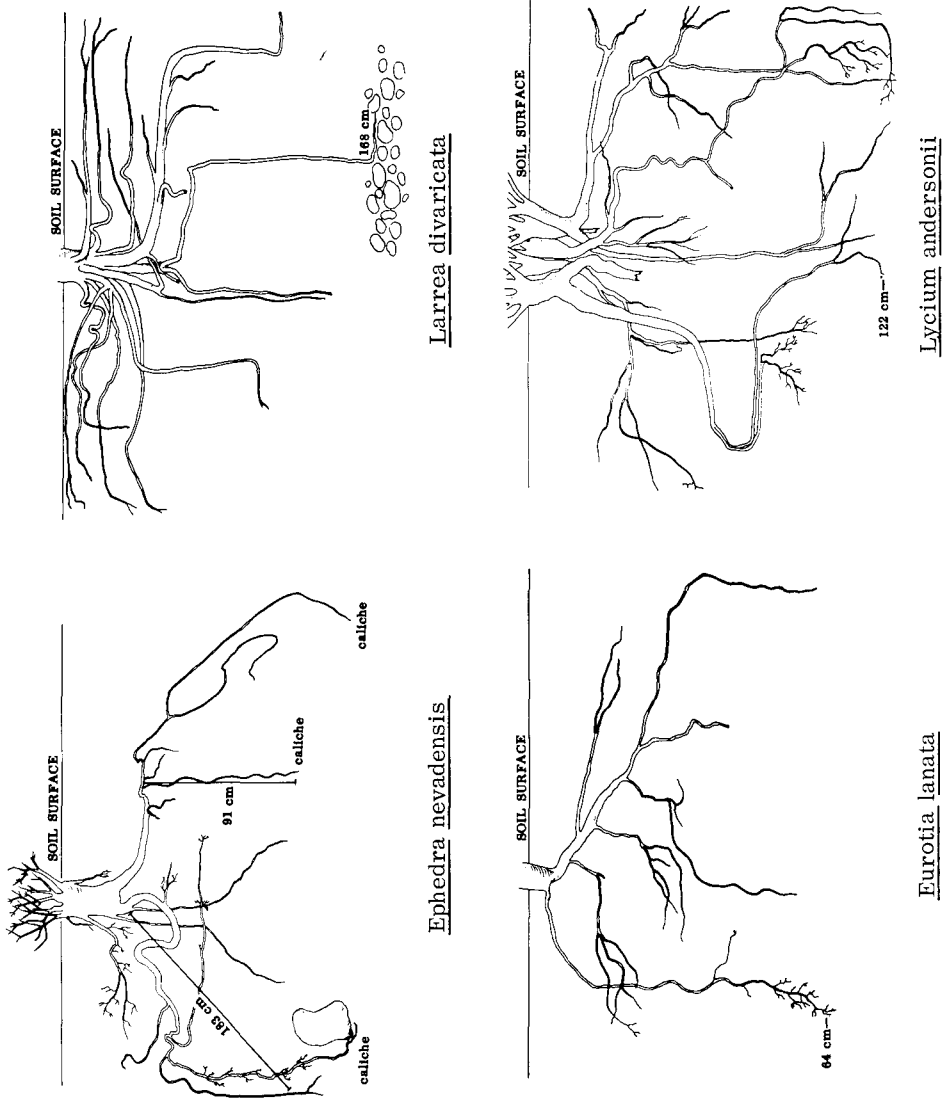 SOIL SURFACE
183 cm
91 cm
caliche
caliche
caliche
Ephedra nevadensis
SOIL SURFACE
168 cm
Larrea divaricata
SOIL SURFACE
64 cm
Eurotia lanata
SOIL SURFACE
122 cm
Lycium andersonii